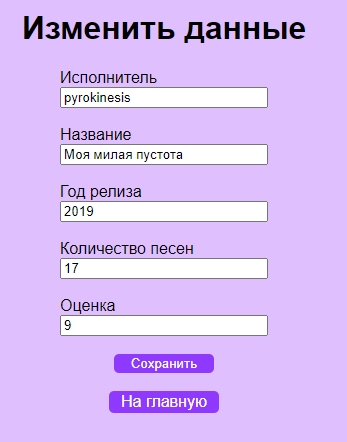 Изменить данные
Исполнитель
pyrokinesis
Название
Моя милая пустота
Год релиза
2019
Количество песен
17
Оценка
9
Сохранить
На главную